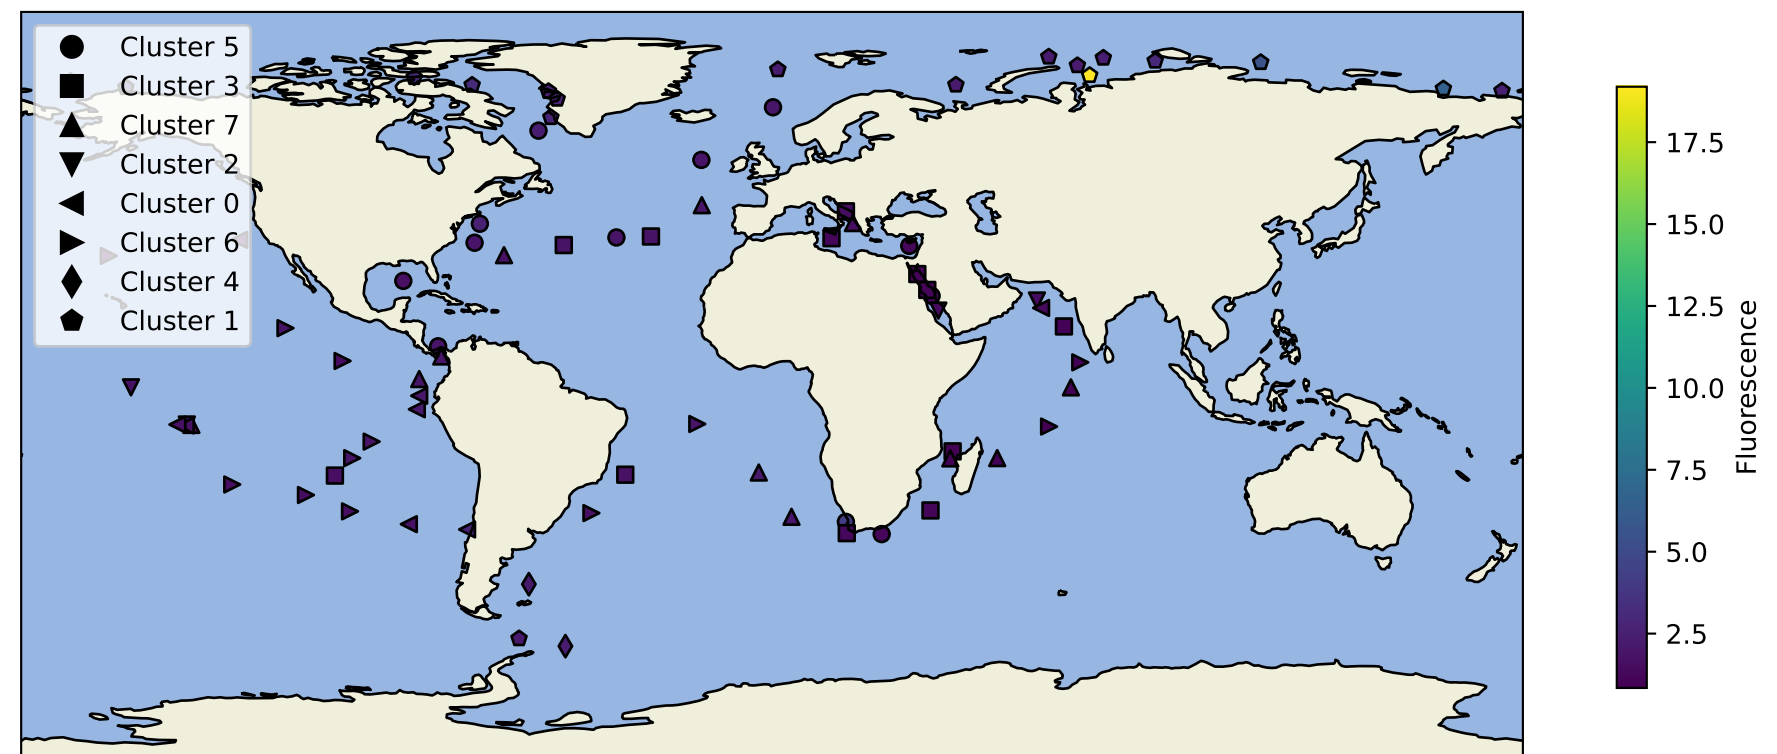 Cluster 5
Cluster 3
Cluster 7
Cluster 2
Cluster 0
Cluster 6
Cluster 4
Cluster 1
17.5
15.0
12.5
10.0
7.5
5.0
2.5
Fluorescence